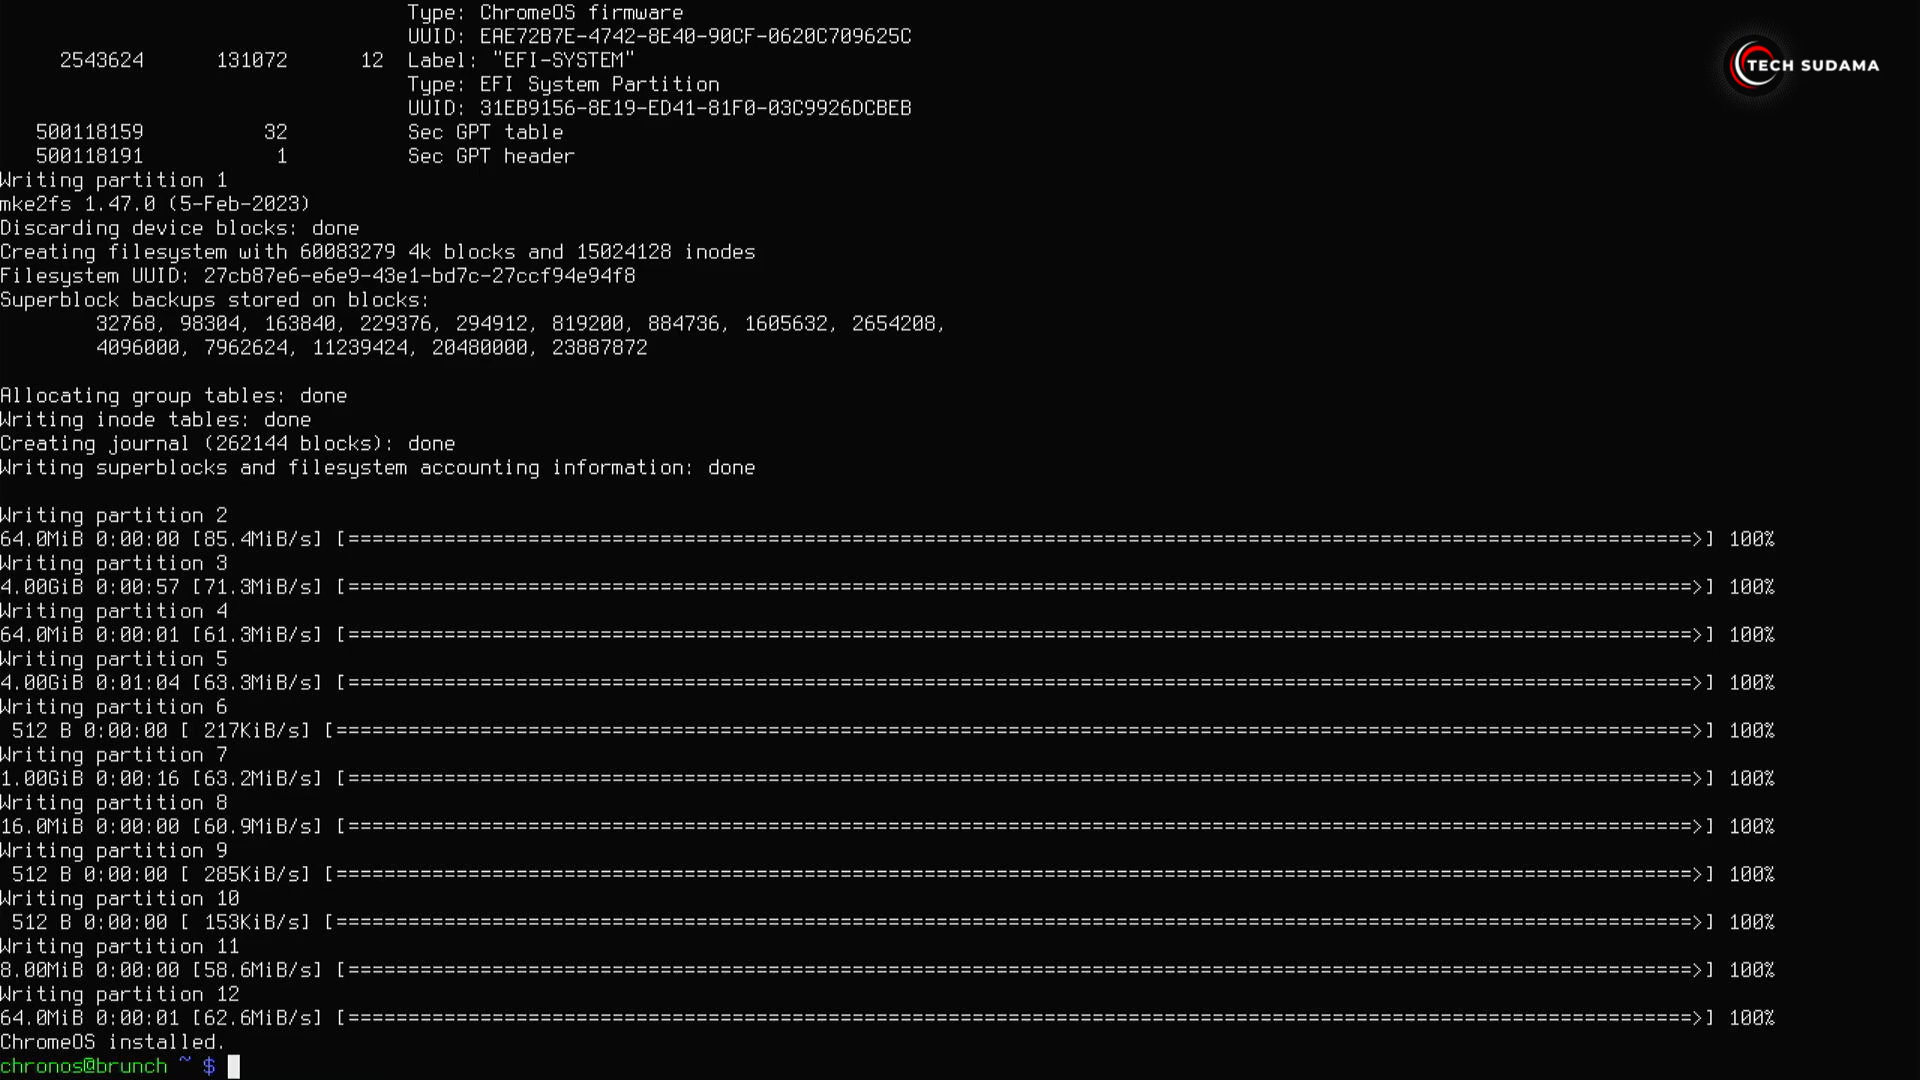 Type: ChromeOS firmware
UUID: EAE72B7E-4742-8E40-90CF-0620C709625C
2543624 131072 12 Label: "EFI-SYSTEM"
Type: EFI System Partition
UUID: 31EB9156-8E19-ED41-81F0-03C9926DCBEB
500118159 32 Sec GPT table
500118191 1 Sec GPT header
TECH SUDAMA
Writing partition 1
mke2fs 1.47.0 (5-Feb-2023)
Discarding device blocks: done
Creating filesystem with 60083279 4k blocks and 15024128 inodes
Filesystem UUID: 27cb87e6-e6e9-43e1-bd7c-27ccf94e94f8
Superblock backups stored on blocks:
32768, 98304, 163840, 229376, 294912, 819200, 884736, 1605632, 2654208,
4096000, 7962624, 11239424, 20480000, 23887872
Allocating group tables: done
Writing inode tables: done
Creating journal (262144 blocks): done
Writing superblocks and filesystem accounting information: done
Writing partition 2
64.0MiB 0:00:00 [85.4MiB/s] [================================================================================================================>] 100%
Writing partition 3
4.00GiB 0:00:57 [71.3MiB/s] [================================================================================================================>] 100%
Writing partition 4
64.0MiB 0:00:01 [61.3MiB/s] [================================================================================================================>] 100%
Writing partition 5
4.00GiB 0:01:04 [63.3MiB/s] [================================================================================================================>] 100%
Writing partition 6
512 B 0:00:00 [ 217KiB/s] [=================================================================================================================>] 100%
Writing partition 7
1.00GiB 0:00:16 [63.2MiB/s] [================================================================================================================>] 100%
Writing partition 8
16.0MiB 0:00:00 [60.9MiB/s] [================================================================================================================>] 100%
Writing partition 9
512 B 0:00:00 [ 285KiB/s] [=================================================================================================================>] 100%
Writing partition 10
512 B 0:00:00 [ 153KiB/s] [=================================================================================================================>] 100%
Writing partition 11
8.00MiB 0:00:00 [58.6MiB/s] [================================================================================================================>] 100%
Writing partition 12
64.0MiB 0:00:01 [62.6MiB/s] [================================================================================================================>] 100%
ChromeOS installed.
chronos@brunch ~ $